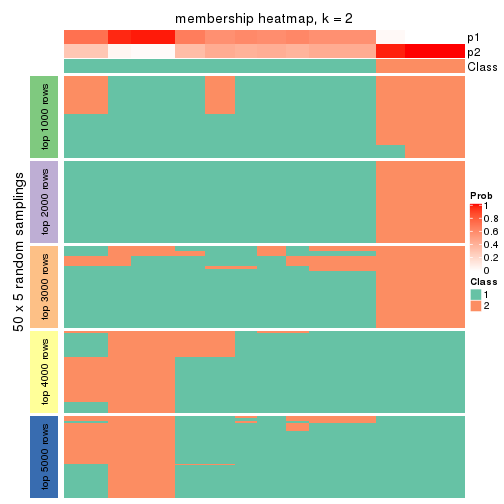 membership heatmap, k = 2
p1
p2
Class
50 x 5 random samplings
top 1000 rows
top 2000 rows
top 3000 rows
top 4000 rows
top 5000 rows
Prob
1
0.8
0.6
0.4
0.2
0
Class
1
2